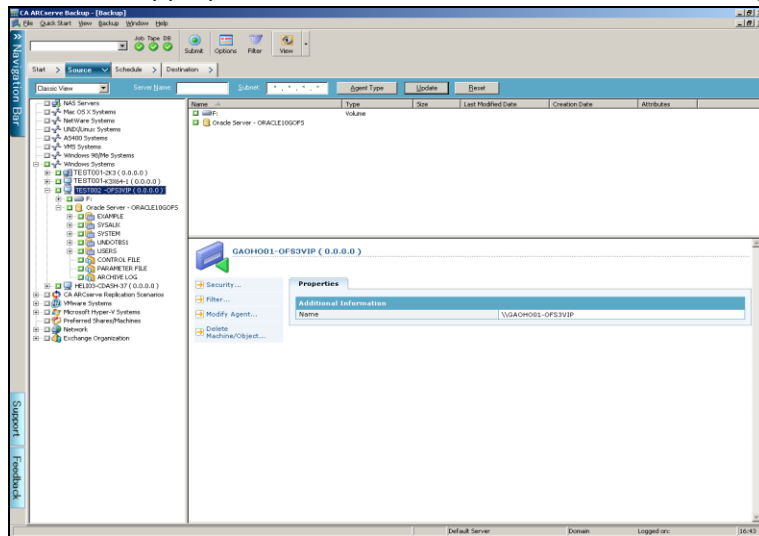 CA ARCserve Backup - [Backup]
File Quick Start View Backup Window Help
Job Tape DB
Submit Options Filter View
Start > Source Schedule > Destination >
Classic View Server Name: Subnet: Agent Type Update Reset
Navigation Bar
NAS Servers
Mac OS X Systems
NetWare Systems
UNIX/Linux Systems
AS400 Systems
VMS Systems
Windows 98/Me Systems
Windows Systems
TEST001-2K3 ( 0.0.0.0 )
TEST001-K3X64-1 ( 0.0.0.0 )
TEST002 -OFS3VIP ( 0.0.0.0 )
F:
Oracle Server - ORACLE10GOFS
EXAMPLE
SYSAUX
SYSTEM
UNDOTBS1
USERS
CONTROL FILE
PARAMETER FILE
ARCHIVE LOG
HELI03-CDASH-37 ( 0.0.0.0 )
CA ARCserve Replication Scenarios
VMware Systems
Microsoft Hyper-V Systems
Preferred Shares/Machines
Network
Exchange Organization
Name Type Size Last Modified Date Creation Date Attributes
F: Volume
Oracle Server - ORACLE10GOFS
GAOHO01-OFS3VIP ( 0.0.0.0 )
Security...
Filter...
Modify Agent...
Delete
Machine/Object...
Properties
Additional Information
Name \\GAOHO01-OFS3VIP
Support
Feedback
Default Server Domain Logged on: 16:43